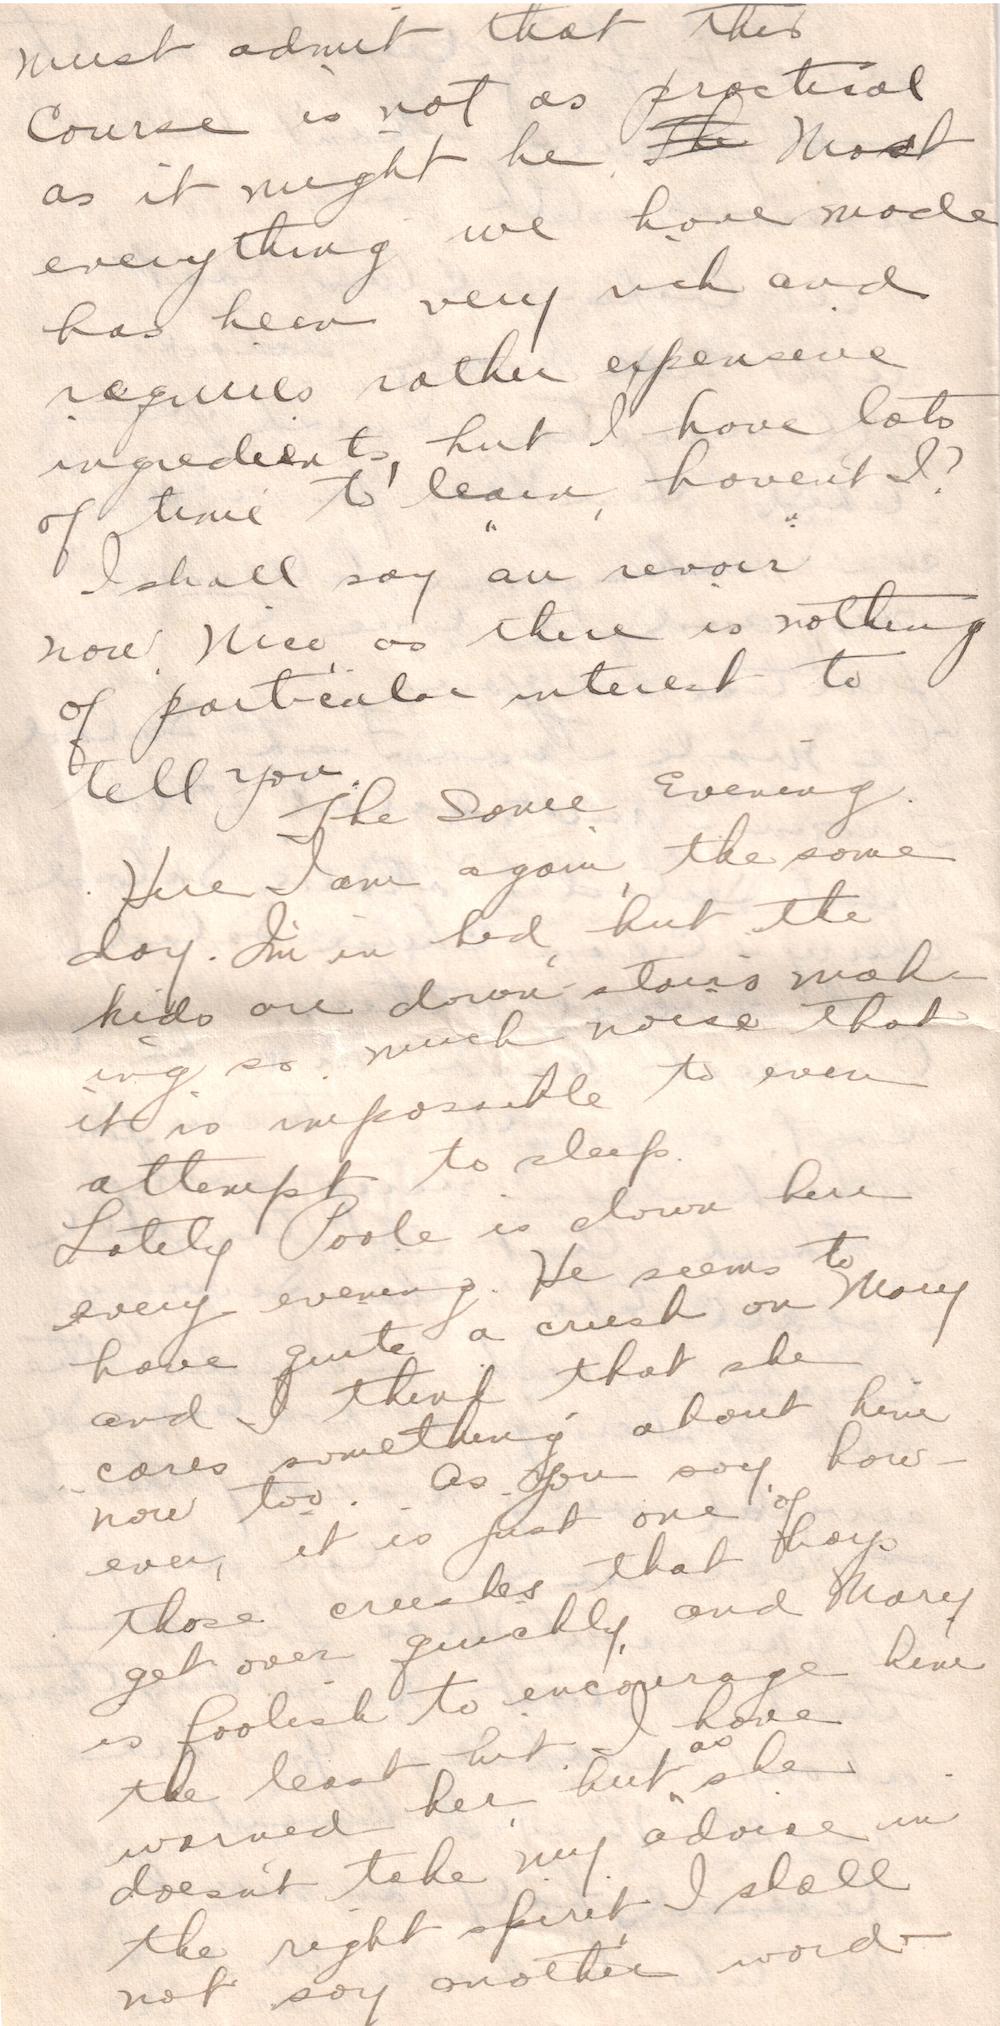 must admit that this
Course is not as practical
as it might be. The Most
everything we have made
has been very rich and
requires rather expensive
ingredients, but I have lots
of time to learn, haven't I?
I shall say "au revoir"
now, Nice, as there is nothing
of particular interest to
tell you.
The Same Evening.
Here I am again, the same
day. I'm in bed, but the
kids are down stairs mak-
ing so much noise that
it is impossible to even
attempt to sleep.
Lately Poole is down here
every evening. He seems to
have quite a crush on Mary
and I think that she
cares something about him
now too. As you say, how-
ever, it is just one of
those crushes that boys
get over quickly, and Mary
is foolish to encourage him
the least bit. I have
warned her, but as she
doesn't take my advise in
the right spirit, I shall
not say another word